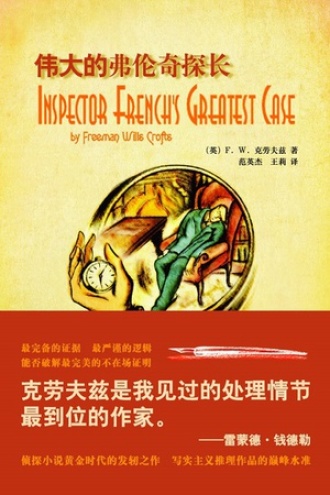 伟大的弗伦奇探长
INSPECTOR FRENCH'S GREATEST CASE
by Freeman Wills Crofts
(英) F. W. 克劳夫兹 著
范英杰 王莉 译
最完备的证据 最严谨的逻辑
能否破解最完美的不在场证明
克劳夫兹是我见过的处理情节
最到位的作家。
——雷蒙德·钱德勒
侦探小说黄金时代的发轫之作 写实主义推理作品的巅峰水准